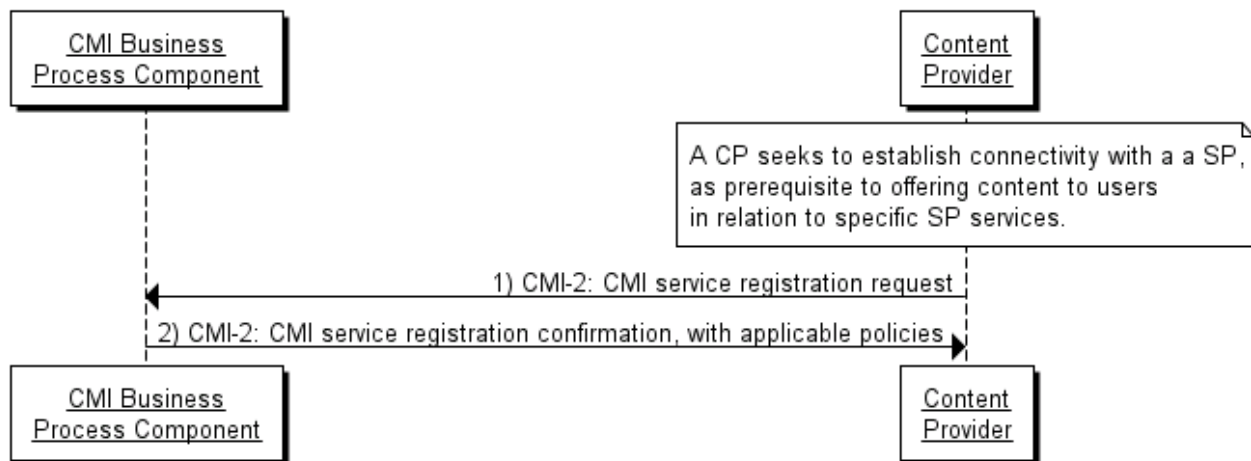 CMI Business
Process Component
Content
Provider
A CP seeks to establish connectivity with a a SP,
as prerequisite to offering content to users
in relation to specific SP services.
1) CMI-2: CMI service registration request
2) CMI-2: CMI service registration confirmation, with applicable policies
CMI Business
Process Component
Content
Provider